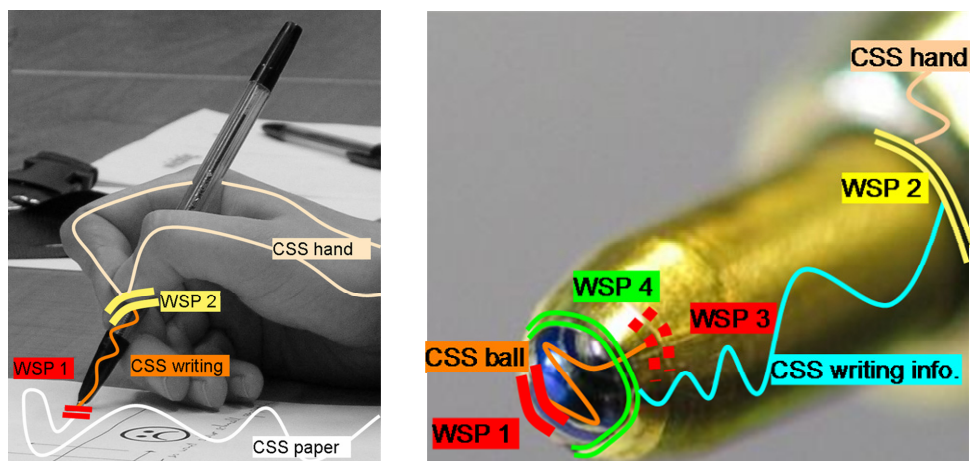 CSS hand
WSP 2
WSP 1
CSS writing
CSS paper
CSS hand
WSP 2
WSP 4
WSP 3
CSS ball
CSS writing info.
WSP 1